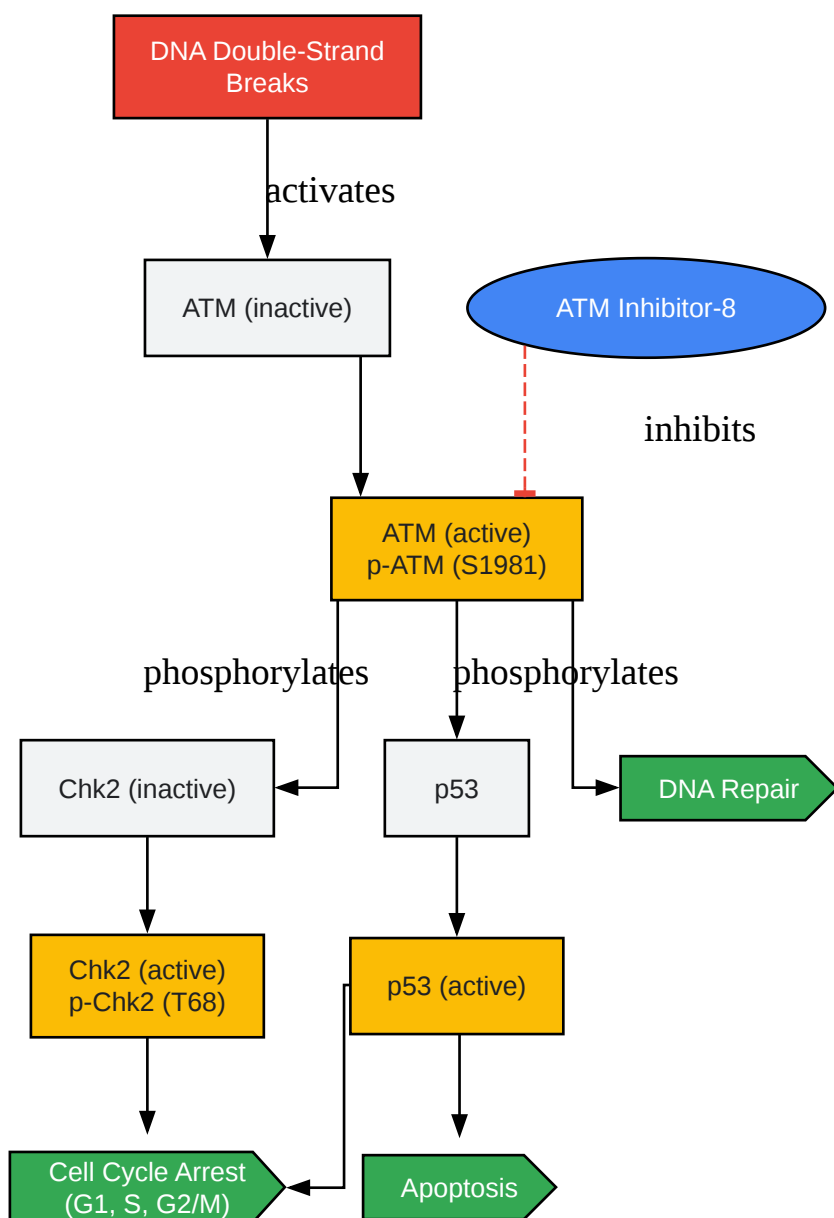 DNA Double-Strand
Breaks
activates
ATM (inactive)
ATM Inhibitor-8
inhibits
ATM (active)
p-ATM (S1981)
phosphorylates
phosphorylates
Chk2 (inactive)
p53
DNA Repair
Chk2 (active)
p-Chk2 (T68)
p53 (active)
Cell Cycle Arrest
(G1, S, G2/M)
Apoptosis